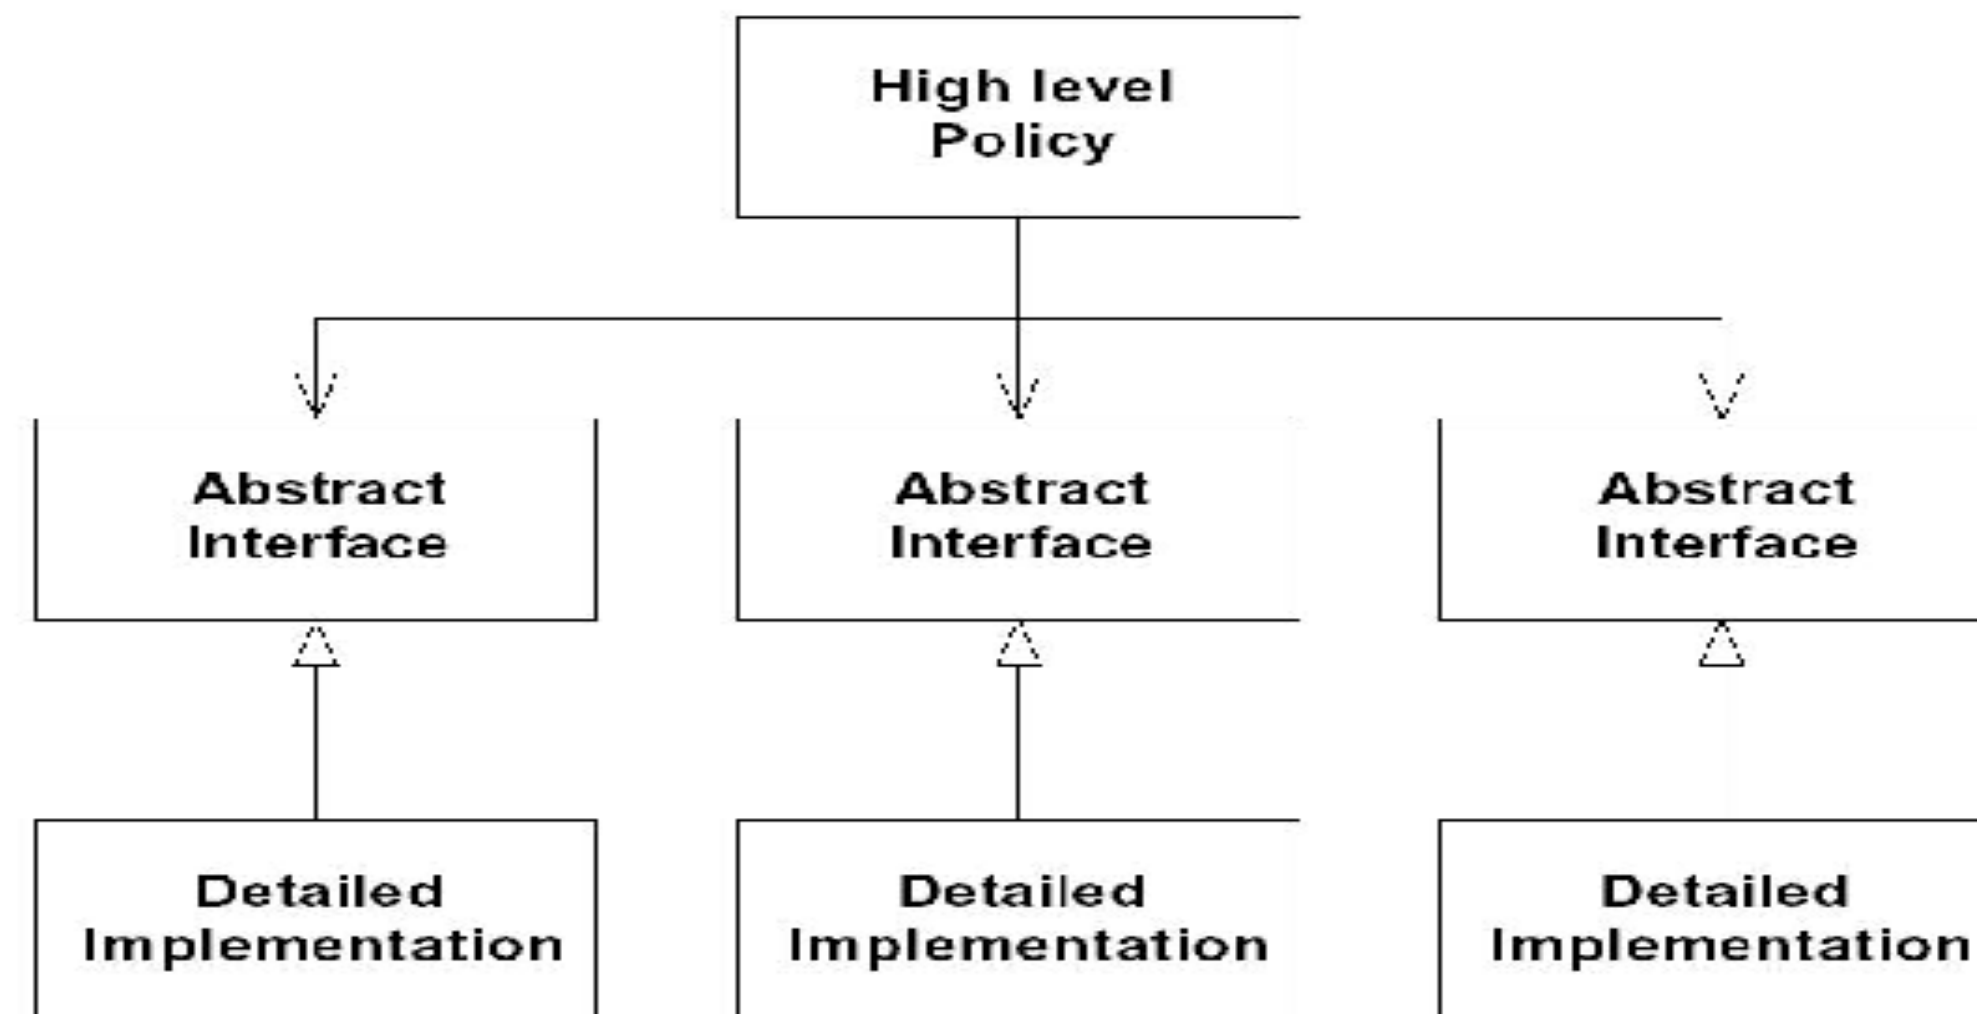 High level
Policy
Abstract
Interface
Abstract
Interface
Abstract
Interface
Detailed
Implementation
Detailed
Implementation
Detailed
Implementation